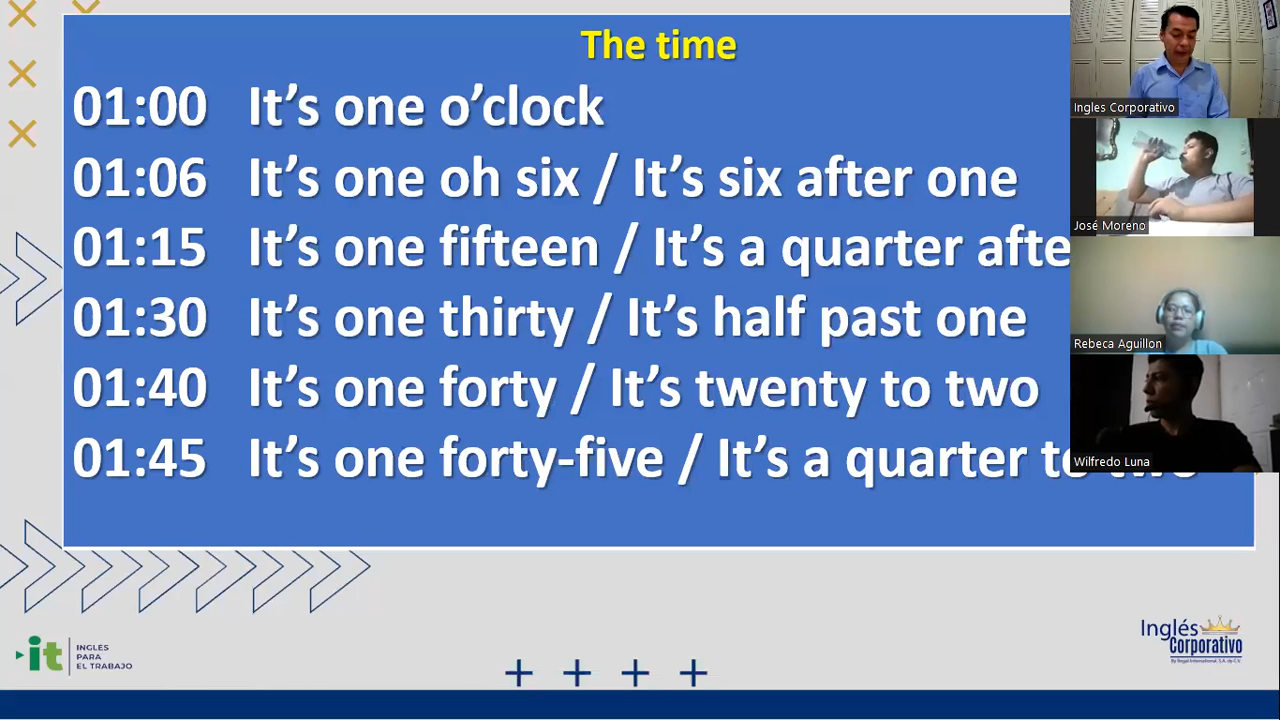 The time
01:00 It’s one o’clock
01:06 It’s one oh six / It’s six after one
01:15 It’s one fifteen / It’s a quarter afte
01:30 It’s one thirty / It’s half past one
01:40 It’s one forty / It’s twenty to two
01:45 It’s one forty-five / It’s a quarter to two
Ingles Corporativo
José Moreno
Rebeca Aguillon
Wilfredo Luna
it INGLÉS
PARA
EL TRABAJO
Inglés
Corporativo